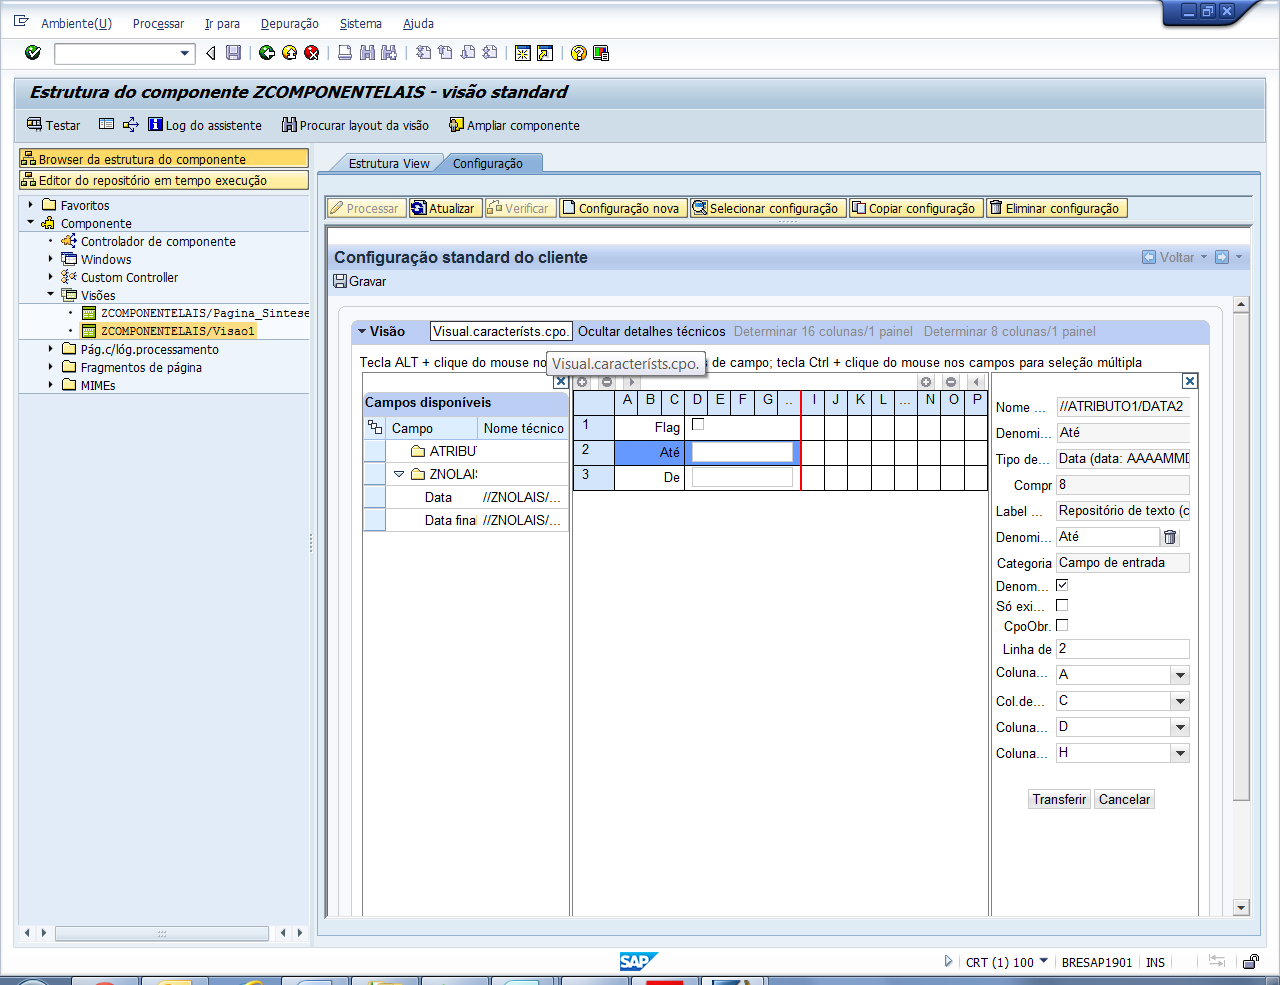 Ambiente(U) Processar Ir para Depuração Sistema Ajuda
Estrutura do componente ZCOMPONENTELAIS - visão standard
Testar Log do assistente Procurar layout da visão Ampliar componente
Browser da estrutura do componente
Editor do repositório em tempo execução
Favoritos
Componente
Controlador de componente
Windows
Custom Controller
Visões
ZCOMPONENTELAIS/Pagina_Sintese
ZCOMPONENTELAIS/Visao1
Pág.c/lóg.processamento
Fragmentos de página
MIMEs
Estrutura View Configuração
Processar Atualizar Verificar Configuração nova Selecionar configuração Copiar configuração Eliminar configuração
Configuração standard do cliente Voltar
Gravar
Visão Visual.característs.cpo. Ocultar detalhes técnicos Determinar 16 colunas/1 painel Determinar 8 colunas/1 painel
Tecla ALT + clique do mouse no Visual.característs.cpo. de campo; tecla Ctrl + clique do mouse nos campos para seleção múltipla
Campos disponíveis
Campo Nome técnico
ATRIBU
ZNOLAIS
Data //ZNOLAIS/...
Data final //ZNOLAIS/...
A B C D E F G .. I J K L ... N O P
1 Flag
2 Até
3 De
Nome ... //ATRIBUTO1/DATA2
Denomi... Até
Tipo de... Data (data: AAAAMMD
Compr 8
Label ... Repositório de texto (c
Denomi... Até
Categoria Campo de entrada
Denom...
Só exi...
CpoObr.
Linha de 2
Coluna... A
Col.de... C
Coluna... D
Coluna... H
Transferir Cancelar
SAP CRT (1) 100 BRESAP1901 INS